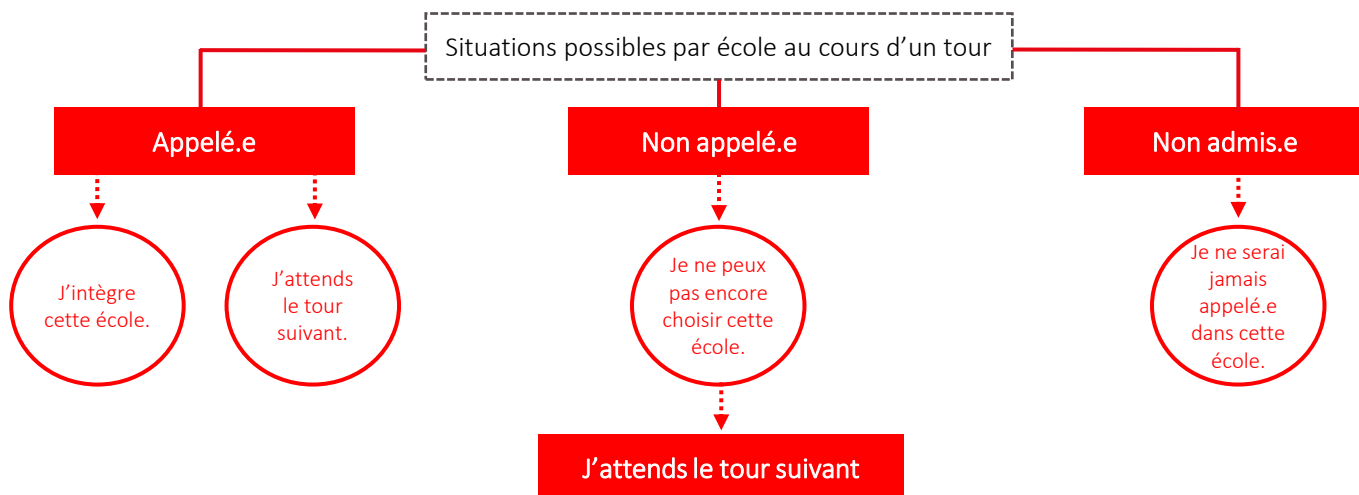 Situations possibles par école au cours d’un tour
Appelé.e
Non appelé.e
Non admis.e
J’intègre
cette école.
J’attends
le tour
suivant.
Je ne peux
pas encore
choisir cette
école.
Je ne serai
jamais
appelé.e
dans cette
école.
J’attends le tour suivant